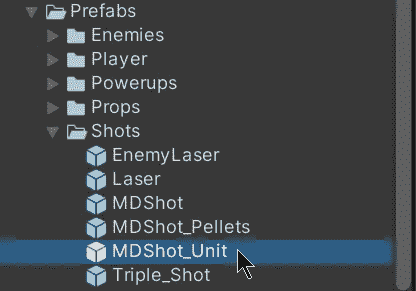 Prefabs
Enemies
Player
Powerups
Props
Shots
EnemyLaser
Laser
MDShot
MDShot_Pellets
MDShot_Unit
Triple_Shot